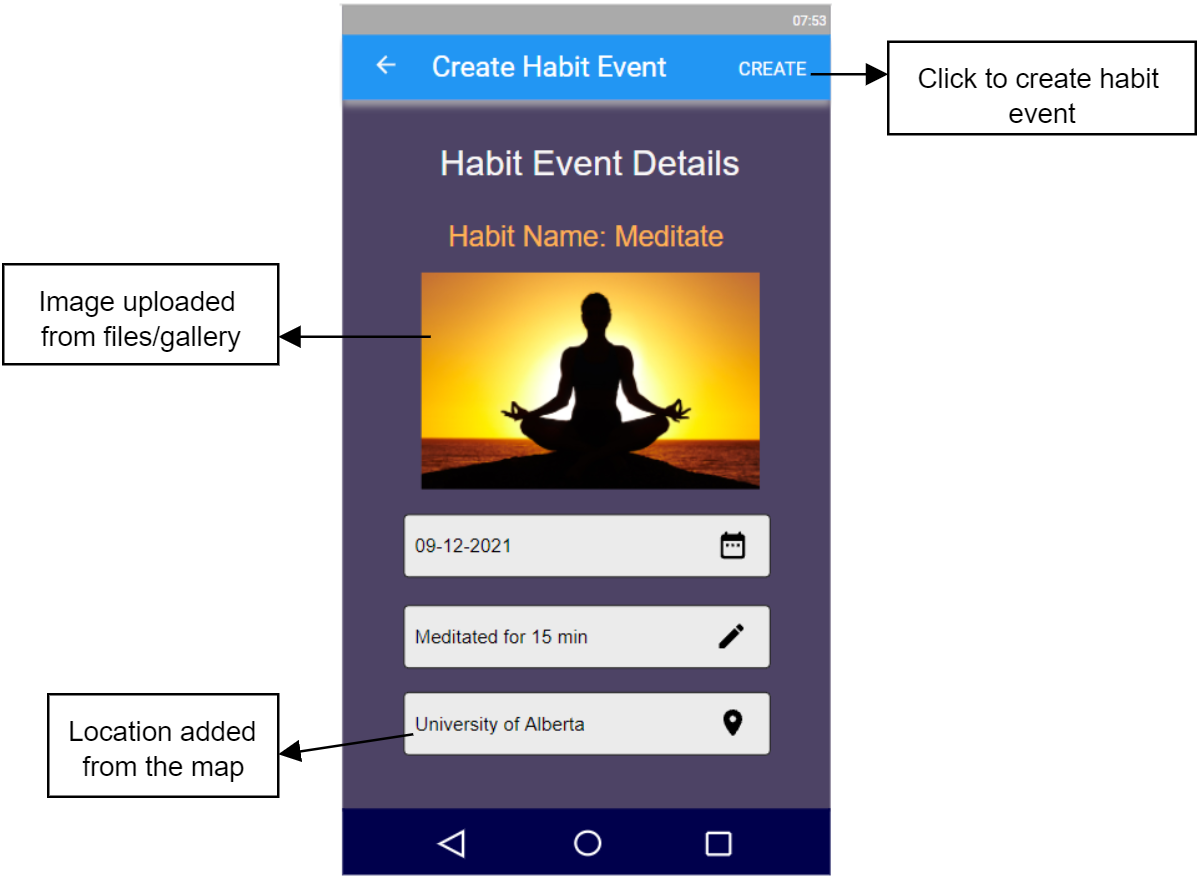 07:53
Create Habit Event
CREATE
Click to create habit
event
Habit Event Details
Habit Name: Meditate
Image uploaded
from files/gallery
09-12-2021
Meditated for 15 min
University of Alberta
Location added
from the map